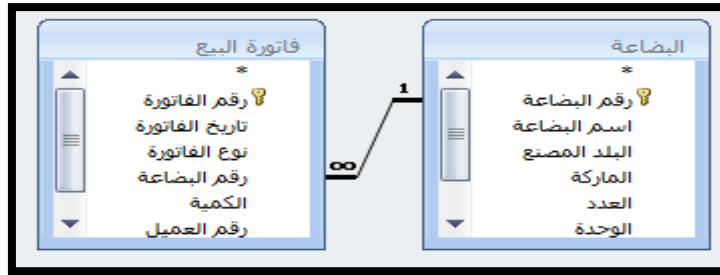 البضاعة
*
رقم البضاعة
اسم البضاعة
البلد المصنع
الماركة
العدد
الوحدة
1
∞
فاتورة البيع
*
رقم الفاتورة
تاريخ الفاتورة
نوع الفاتورة
رقم البضاعة
الكمية
رقم العميل